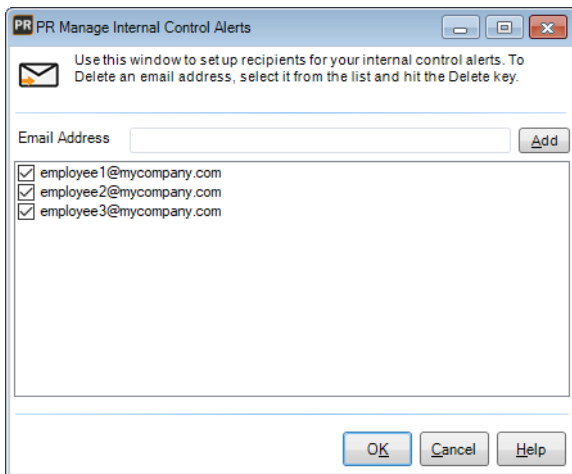 PR PR Manage Internal Control Alerts
Use this window to set up recipients for your internal control alerts. To
Delete an email address, select it from the list and hit the Delete key.
Email Address Add
employee1@mycompany.com
employee2@mycompany.com
employee3@mycompany.com
OK Cancel Help